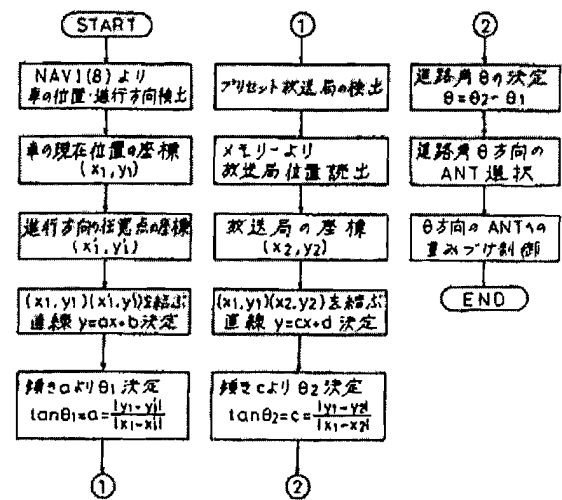 START
NAVI(8)より
車の位置・進行方向検出
車の現在位置の座標
(x1,y1)
進行方向の任意点の座標
(x1',y1')
(x1,y1)(x1',y1')を結ぶ
直線 y=ax+b決定
傾きaよりθ1決定
tanθ1=a=|y1-y1'|/|x1-x1'|
1
1
プリセット放送局の検出
メモリーより
放送局位置読出
放送局の座標
(x2,y2)
(x1,y1)(x2,y2)を結ぶ
直線 y=cx+d 決定
傾きcよりθ2決定
tanθ2=c=|y1-y2|/|x1-x2|
2
2
進路角θの決定
θ=θ2-θ1
進路角θ方向の
ANT選択
θ方向のANTへの
重みづけ制御
END